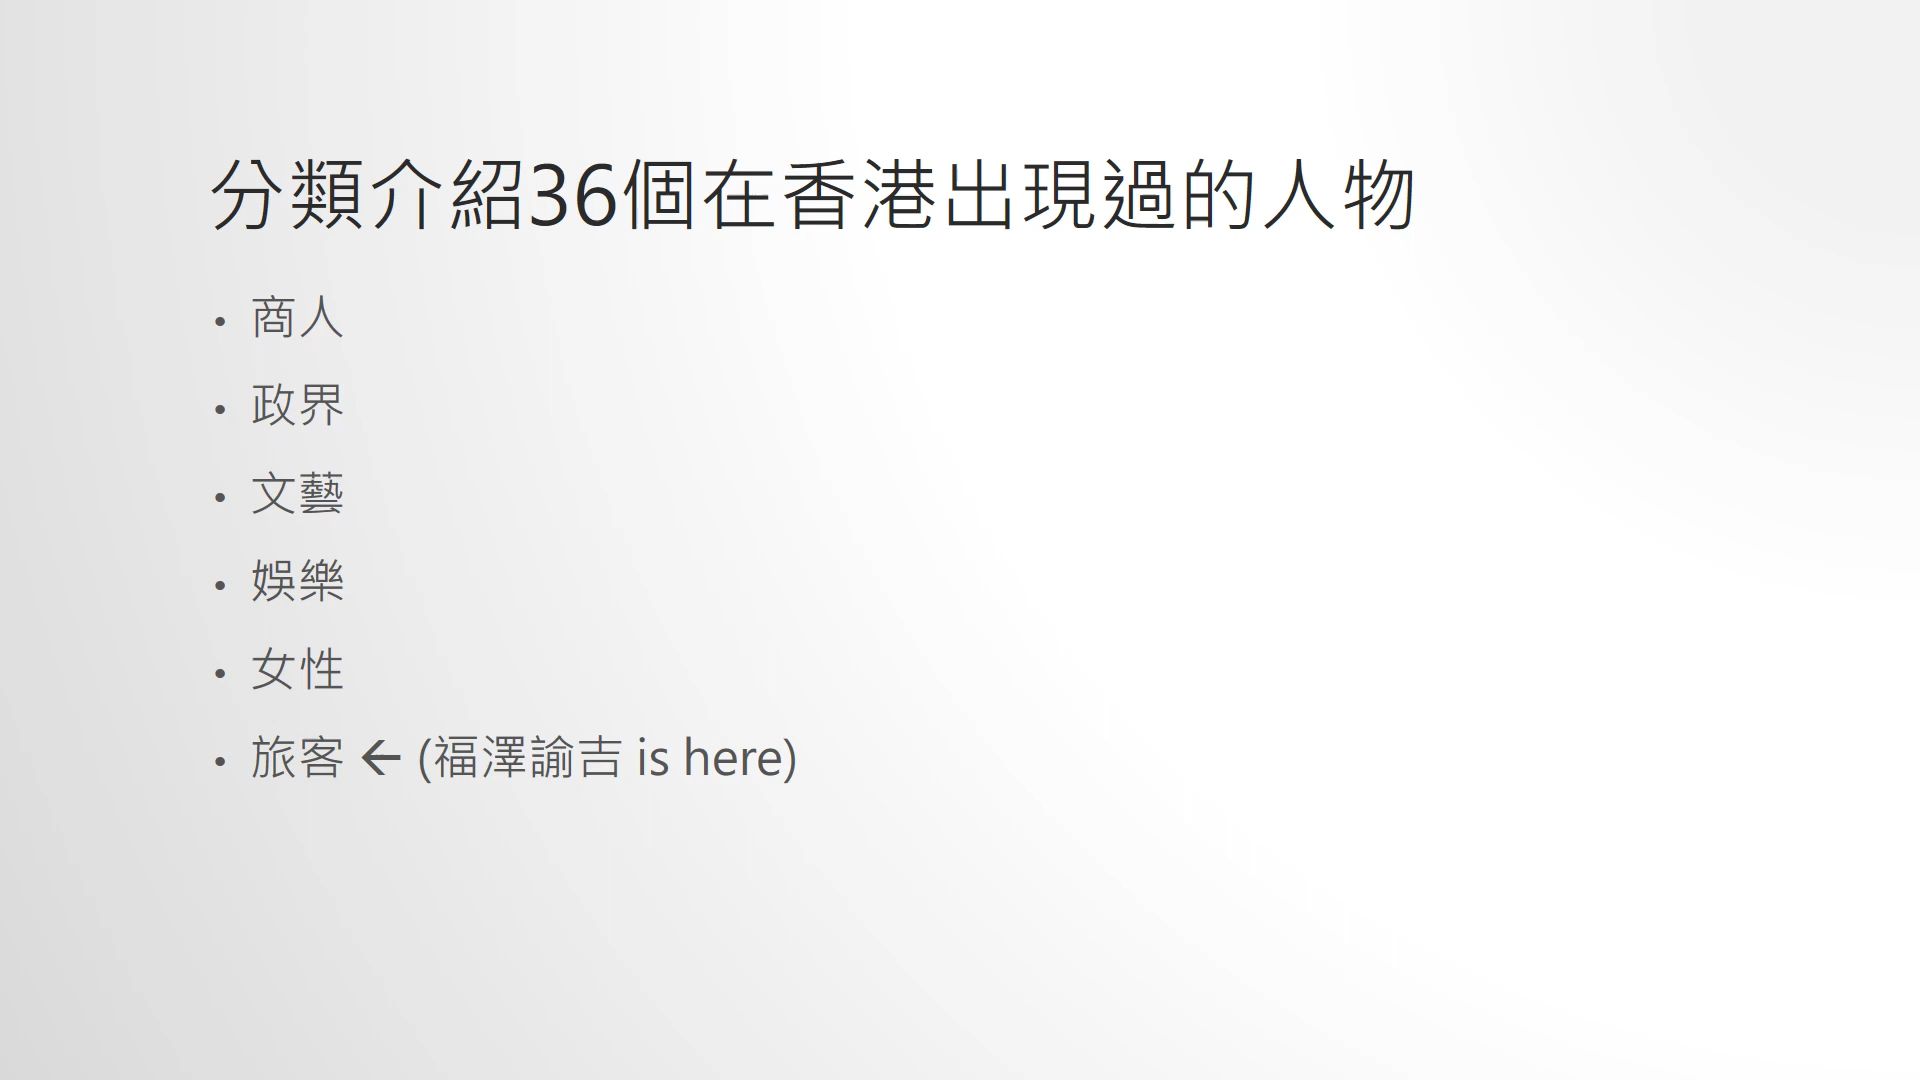 分類介紹36個在香港出現過的人物
• 商人
• 政界
• 文藝
• 娛樂
• 女性
• 旅客 ← (福澤諭吉 is here)